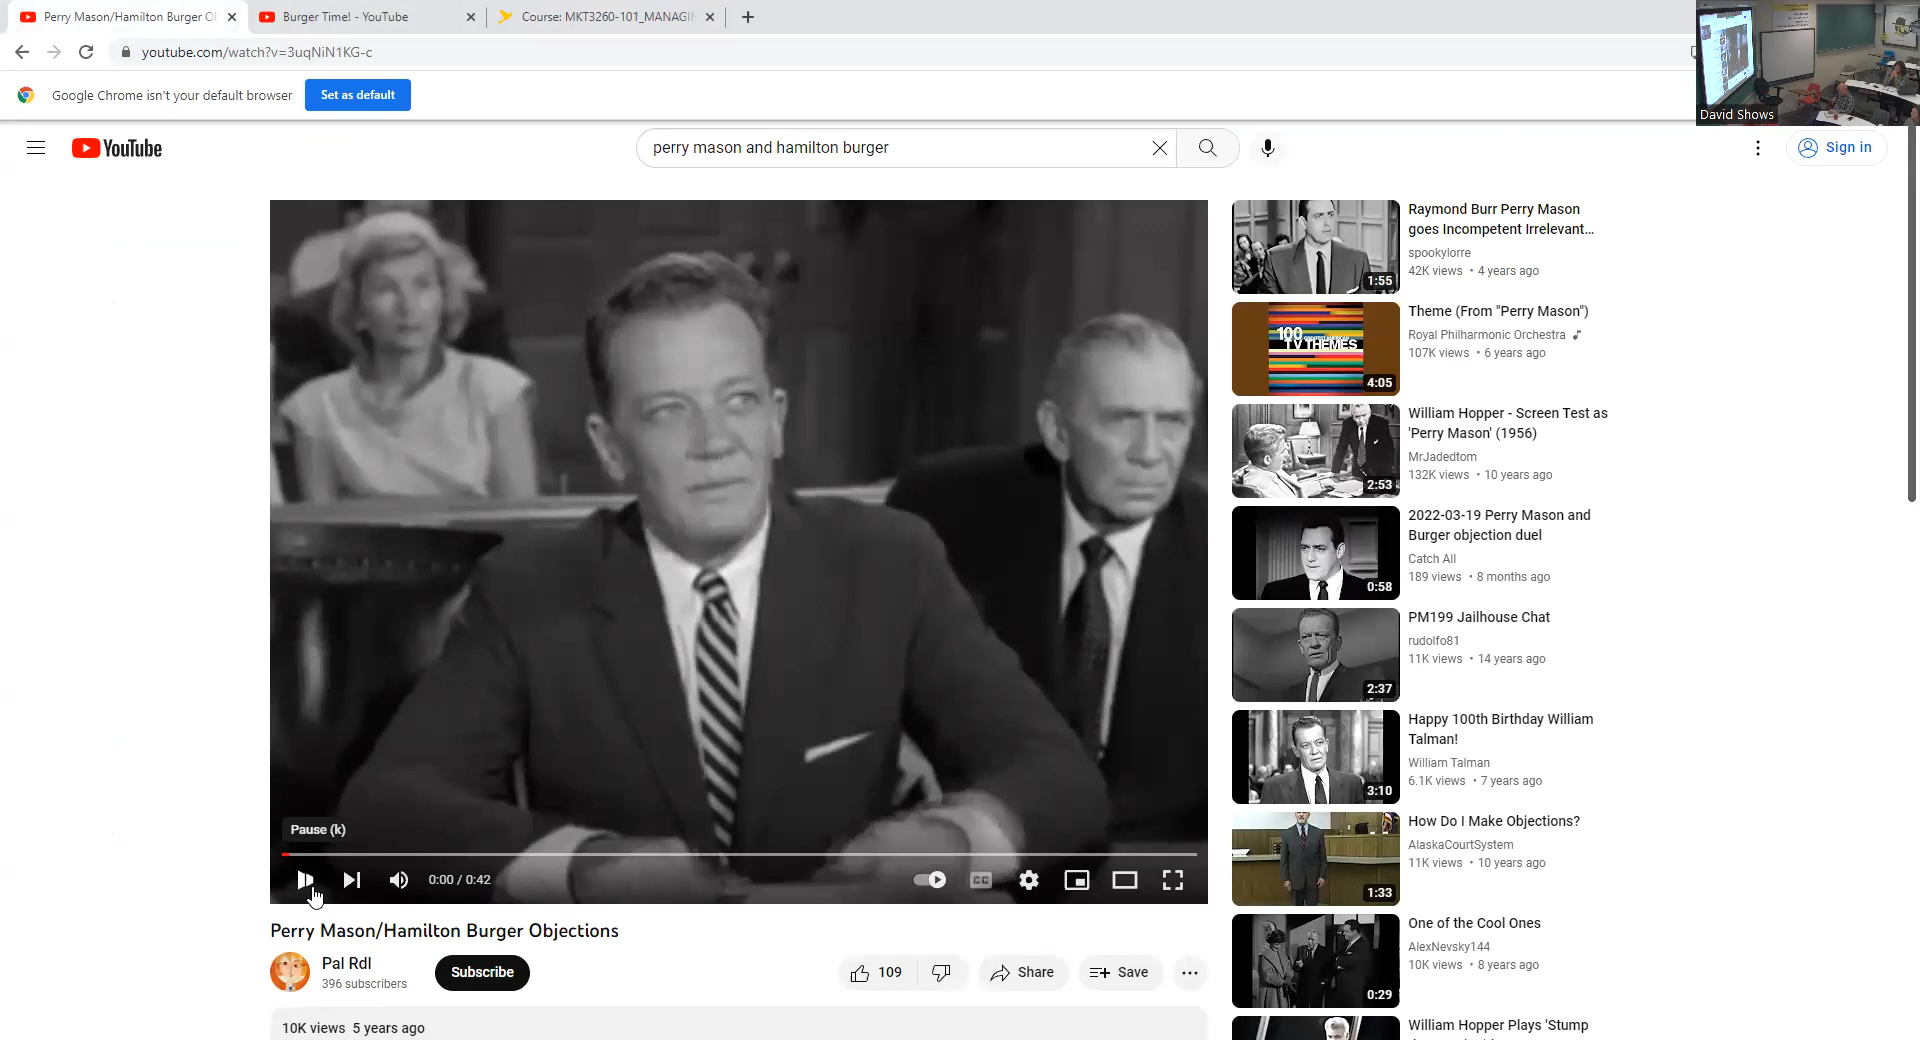 Perry Mason/Hamilton Burger O
Burger Time! - YouTube
Course: MKT3260-101_MANAGIN
youtube.com/watch?v=3uqNiN1KG-c
Google Chrome isn't your default browser
Set as default
David Shows
YouTube
perry mason and hamilton burger
Sign in
Pause (k)
0:00 / 0:42
CC
Perry Mason/Hamilton Burger Objections
Pal Rdl
396 subscribers
Subscribe
109
Share
Save
10K views 5 years ago
Raymond Burr Perry Mason
goes Incompetent Irrelevant...
spookylorre
42K views • 4 years ago
1:55
Theme (From "Perry Mason")
Royal Philharmonic Orchestra
107K views • 6 years ago
100
TV THEMES
4:05
William Hopper - Screen Test as
'Perry Mason' (1956)
MrJadedtom
132K views • 10 years ago
2:53
2022-03-19 Perry Mason and
Burger objection duel
Catch All
189 views • 8 months ago
0:58
PM199 Jailhouse Chat
rudolfo81
11K views • 14 years ago
2:37
Happy 100th Birthday William
Talman!
William Talman
6.1K views • 7 years ago
3:10
How Do I Make Objections?
AlaskaCourtSystem
11K views • 10 years ago
1:33
One of the Cool Ones
AlexNevsky144
10K views • 8 years ago
0:29
William Hopper Plays 'Stump